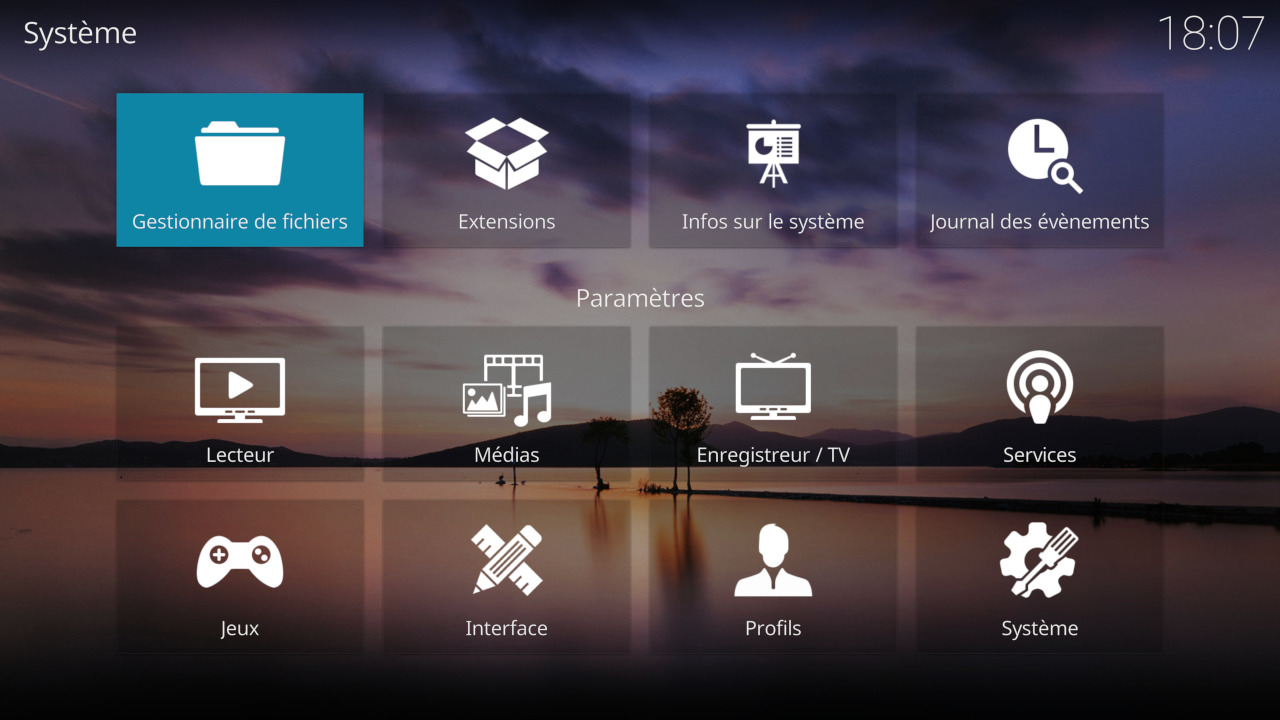 Système
18:07
Gestionnaire de fichiers
Extensions
Infos sur le système
Journal des évènements
Paramètres
Lecteur
Médias
Enregistreur / TV
Services
Jeux
Interface
Profils
Système